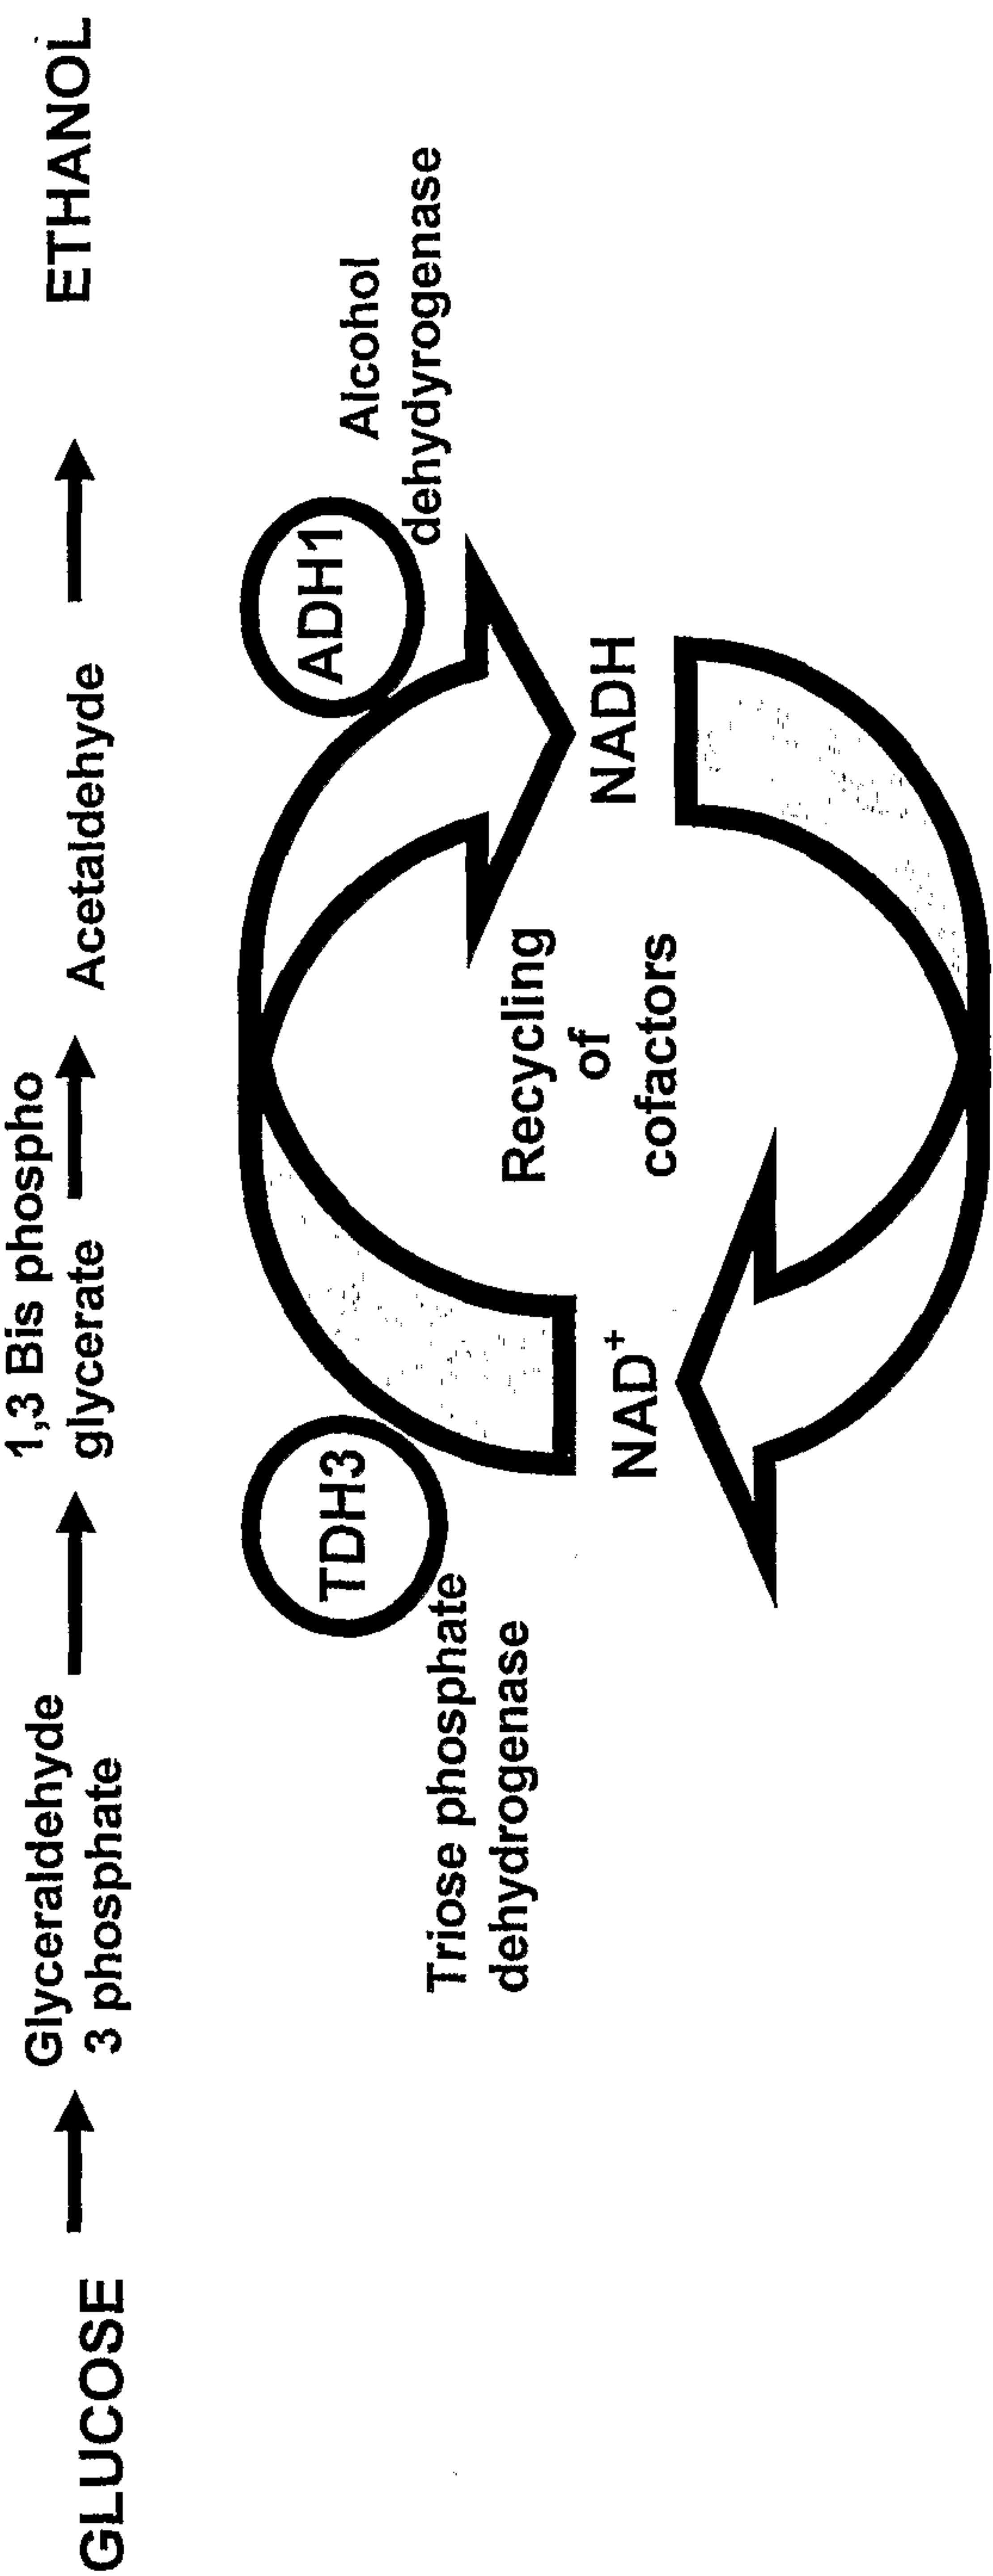 GLUCOSE
Glyceraldehyde
3 phosphate
1,3 Bis phospho
glycerate
Acetaldehyde
ETHANOL
TDH3
Triose phosphate
dehydrogenase
ADH1
Alcohol
dehydyrogenase
NAD+
Recycling
of
cofactors
NADH